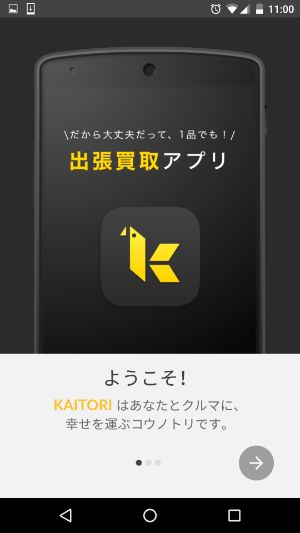 11:00
\だから大丈夫だって、1品でも！/
出張買取アプリ
ようこそ！
KAITORI はあなたとクルマに、
幸せを運ぶコウノトリです。